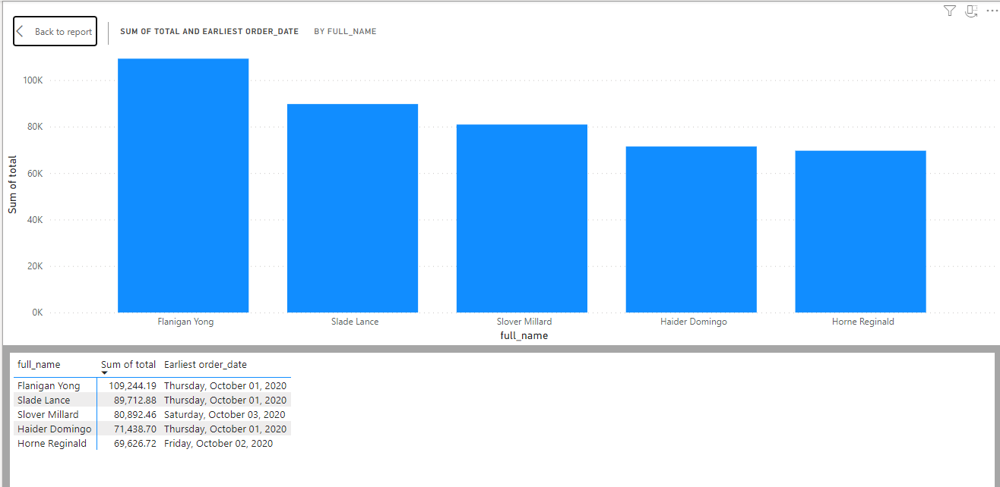 Back to report
SUM OF TOTAL AND EARLIEST ORDER_DATE BY FULL_NAME
Sum of total
100K
80K
60K
40K
20K
0K
Flanigan Yong Slade Lance Slover Millard Haider Domingo Horne Reginald
full_name
full_name Sum of total Earliest order_date
Flanigan Yong 109,244.19 Thursday, October 01, 2020
Slade Lance 89,712.88 Thursday, October 01, 2020
Slover Millard 80,892.46 Saturday, October 03, 2020
Haider Domingo 71,438.70 Thursday, October 01, 2020
Horne Reginald 69,626.72 Friday, October 02, 2020